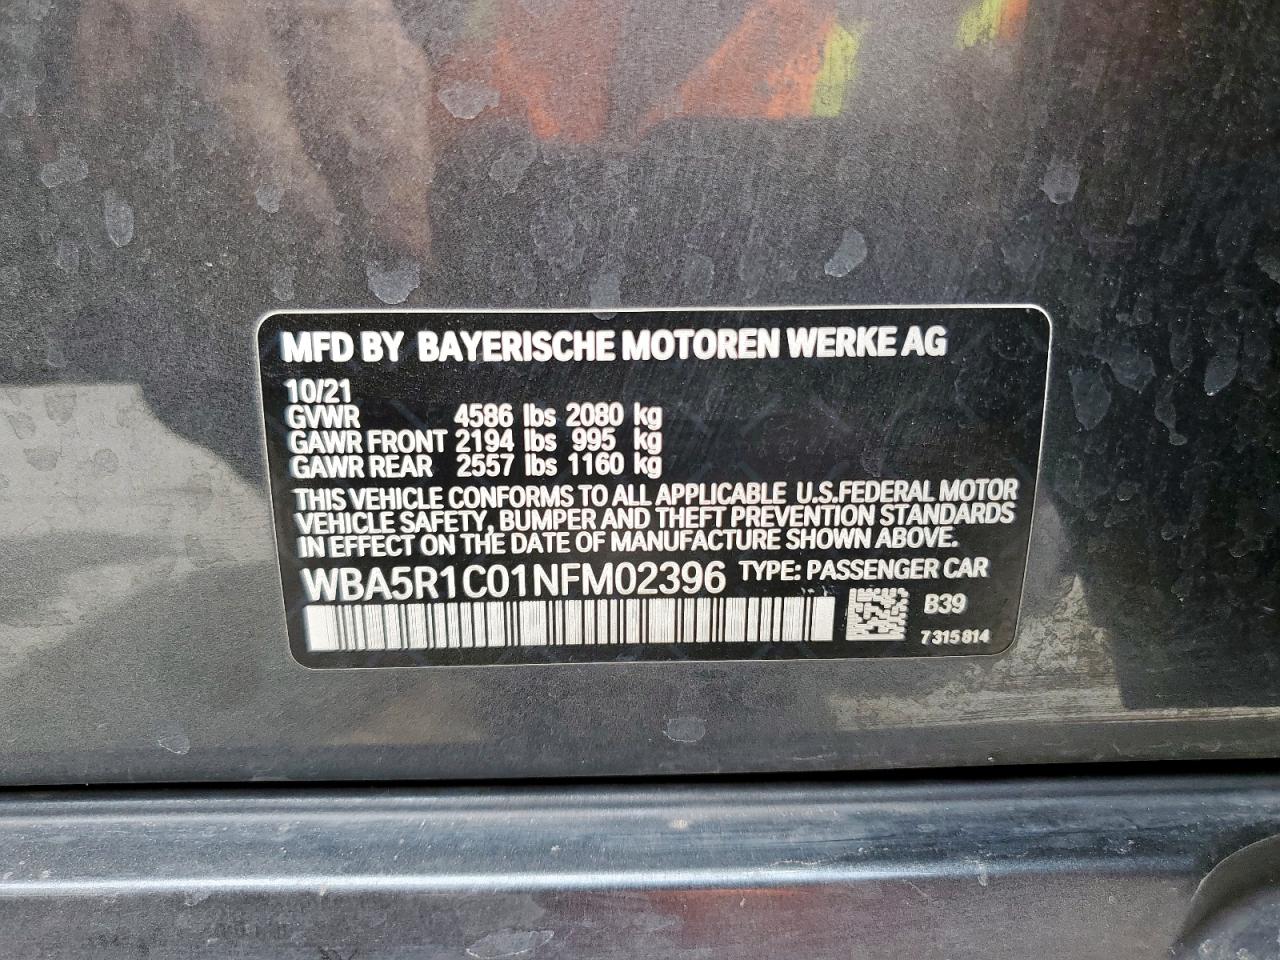 MFD BY BAYERISCHE MOTOREN WERKE AG
10/21
GVWR 4586 lbs 2080 kg
GAWR FRONT 2194 lbs 995 kg
GAWR REAR 2557 lbs 1160 kg
THIS VEHICLE CONFORMS TO ALL APPLICABLE U.S.FEDERAL MOTOR
VEHICLE SAFETY, BUMPER AND THEFT PREVENTION STANDARDS
IN EFFECT ON THE DATE OF MANUFACTURE SHOWN ABOVE.
WBA5R1C01NFM02396 TYPE: PASSENGER CAR
B39
7315814